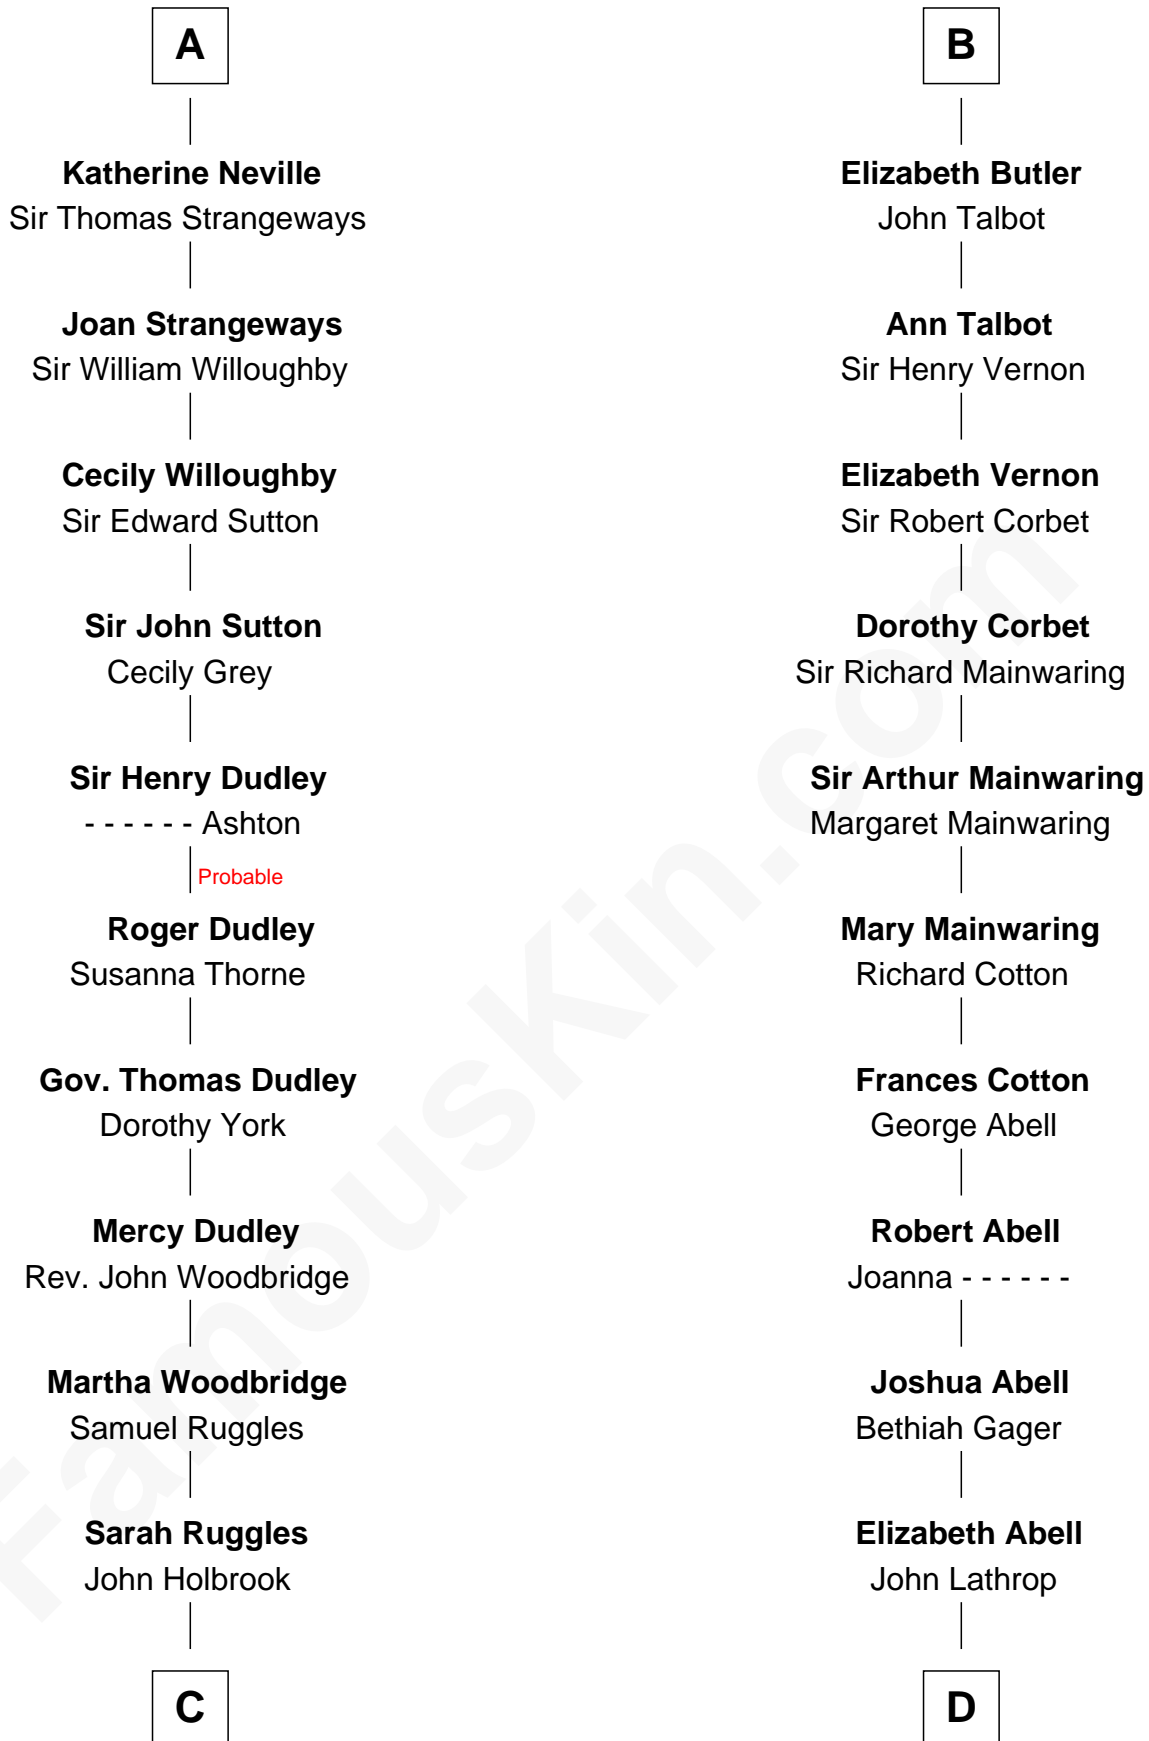 A
Katherine Neville
Sir Thomas Strangeways
Joan Strangeways
Sir William Willoughby
Cecily Willoughby
Sir Edward Sutton
Sir John Sutton
Cecily Grey
Sir Henry Dudley
- - - - - - Ashton
Probable
Roger Dudley
Susanna Thorne
Gov. Thomas Dudley
Dorothy York
Mercy Dudley
Rev. John Woodbridge
Martha Woodbridge
Samuel Ruggles
Sarah Ruggles
John Holbrook
C
B
Elizabeth Butler
John Talbot
Ann Talbot
Sir Henry Vernon
Elizabeth Vernon
Sir Robert Corbet
Dorothy Corbet
Sir Richard Mainwaring
Sir Arthur Mainwaring
Margaret Mainwaring
Mary Mainwaring
Richard Cotton
Frances Cotton
George Abell
Robert Abell
Joanna - - - - - -
Joshua Abell
Bethiah Gager
Elizabeth Abell
John Lathrop
D
FamousKin.com